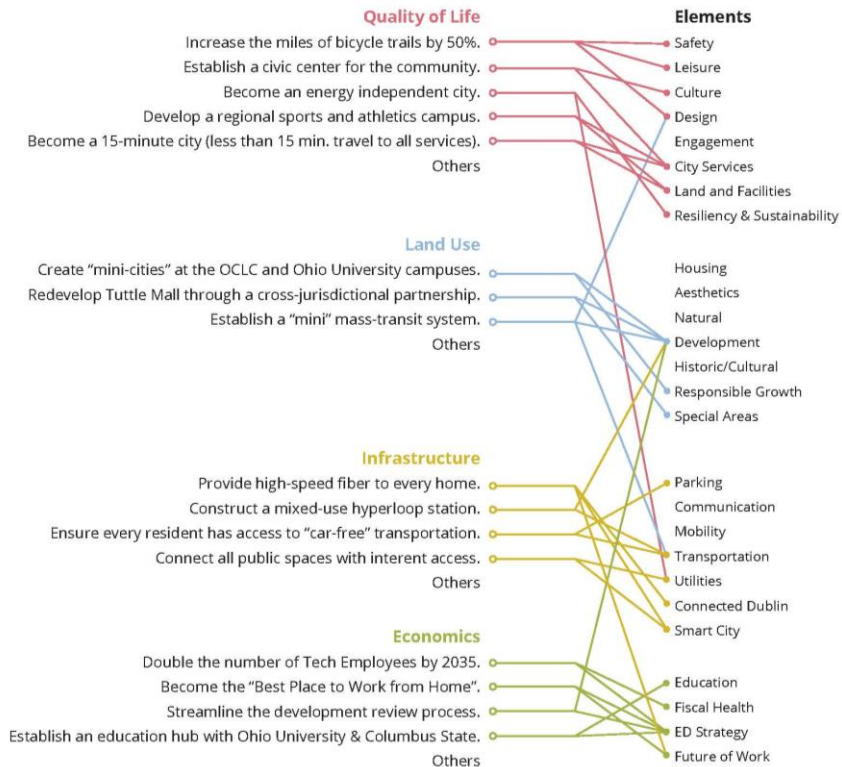 Quality of Life
Increase the miles of bicycle trails by 50%.
Establish a civic center for the community.
Become an energy independent city.
Develop a regional sports and athletics campus.
Become a 15-minute city (less than 15 min. travel to all services).
Others
Land Use
Create “mini-cities” at the OCLC and Ohio University campuses.
Redevelop Tuttle Mall through a cross-jurisdictional partnership.
Establish a “mini” mass-transit system.
Others
Infrastructure
Provide high-speed fiber to every home.
Construct a mixed-use hyperloop station.
Ensure every resident has access to “car-free” transportation.
Connect all public spaces with interent access.
Others
Economics
Double the number of Tech Employees by 2035.
Become the “Best Place to Work from Home”.
Streamline the development review process.
Establish an education hub with Ohio University & Columbus State.
Others
Elements
Safety
Leisure
Culture
Design
Engagement
City Services
Land and Facilities
Resiliency & Sustainability
Housing
Aesthetics
Natural
Development
Historic/Cultural
Responsible Growth
Special Areas
Parking
Communication
Mobility
Transportation
Utilities
Connected Dublin
Smart City
Education
Fiscal Health
ED Strategy
Future of Work